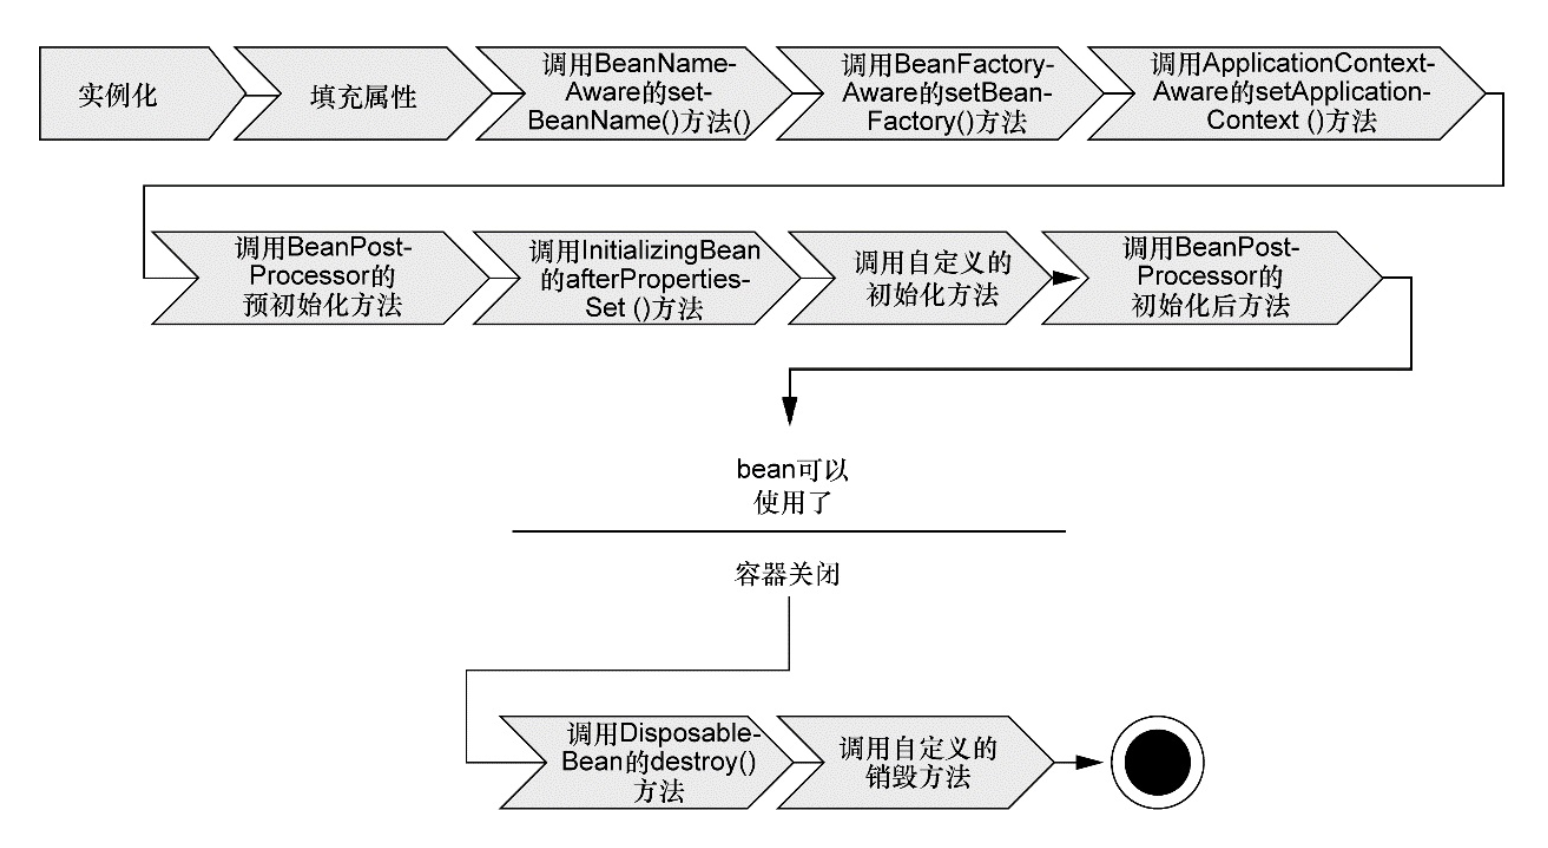 实例化
填充属性
调用BeanName-
Aware的set-
BeanName()方法()
调用BeanFactory-
Aware的setBean-
Factory()方法
调用ApplicationContext-
Aware的setApplication-
Context ()方法
调用BeanPost-
Processor的
预初始化方法
调用InitializingBean
的afterProperties-
Set ()方法
调用自定义的
初始化方法
调用BeanPost-
Processor的
初始化后方法
bean可以
使用了
容器关闭
调用Disposable-
Bean的destroy()
方法
调用自定义的
销毁方法